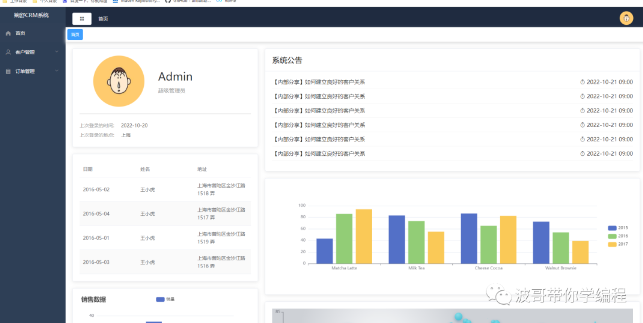 首页
首页
客户管理
订单管理
首页
Admin
超级管理员
上次登录的时间: 2022-10-20
上次登录的地点: 上海
系统公告
【内部分享】如何建立良好的客户关系 2022-10-21 09:00
【内部分享】如何建立良好的客户关系 2022-10-21 09:00
【内部分享】如何建立良好的客户关系 2022-10-21 09:00
【内部分享】如何建立良好的客户关系 2022-10-21 09:00
【内部分享】如何建立良好的客户关系 2022-10-21 09:00
【内部分享】如何建立良好的客户关系 2022-10-21 09:00
日期 姓名 地址
2016-05-02 王小虎 上海市普陀区金沙江路 1518 弄
2016-05-04 王小虎 上海市普陀区金沙江路 1517 弄
2016-05-01 王小虎 上海市普陀区金沙江路 1519 弄
2016-05-03 王小虎 上海市普陀区金沙江路 1516 弄
100
80
60
40
20
0
Matcha Latte Milk Tea Cheese Cocoa Walnut Brownie
2015
2016
2017
销售数据
销量
40
波哥带你学编程